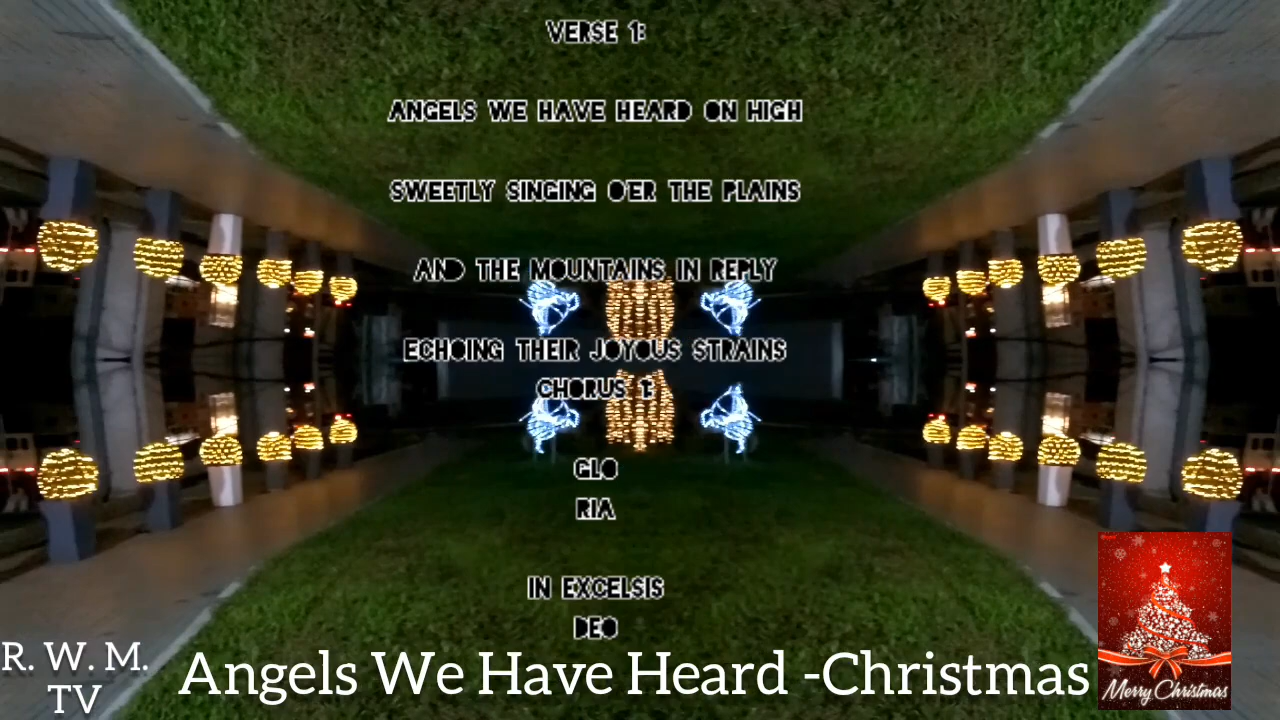 VERSE 1:
ANGELS WE HAVE HEARD ON HIGH
SWEETLY SINGING O'ER THE PLAINS
AND THE MOUNTAINS IN REPLY
ECHOING THEIR JOYOUS STRAINS
CHORUS 1:
GLO
RIA
IN EXCELSIS
DEO
R. W. M.
TV
Angels We Have Heard -Christmas
Merry Christmas